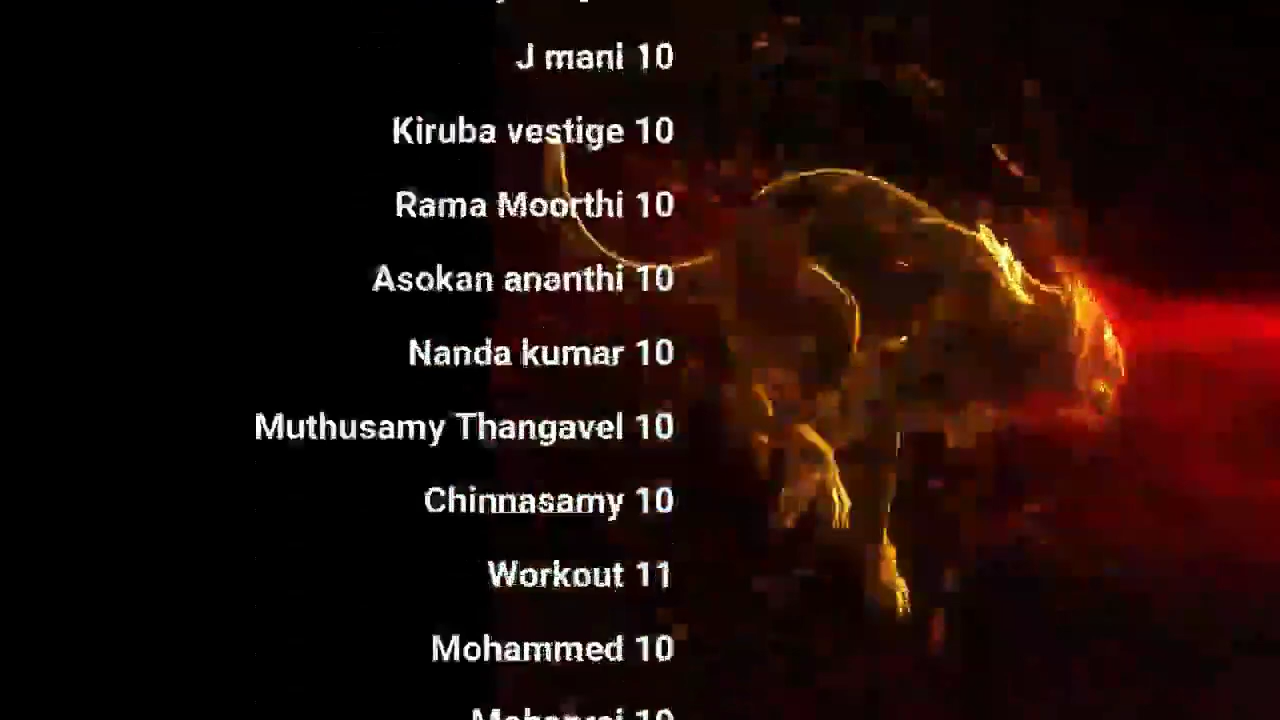 J mani 10
Kiruba vestige 10
Rama Moorthi 10
Asokan ananthi 10
Nanda kumar 10
Muthusamy Thangavel 10
Chinnasamy 10
Workout 11
Mohammed 10